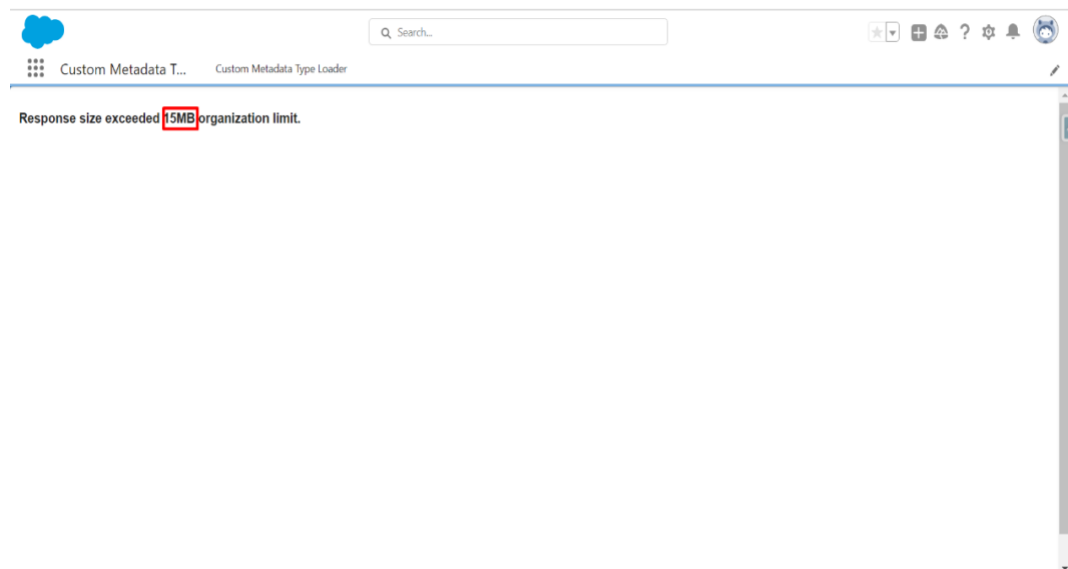 Search...
Custom Metadata T... Custom Metadata Type Loader
Response size exceeded 15MB organization limit.